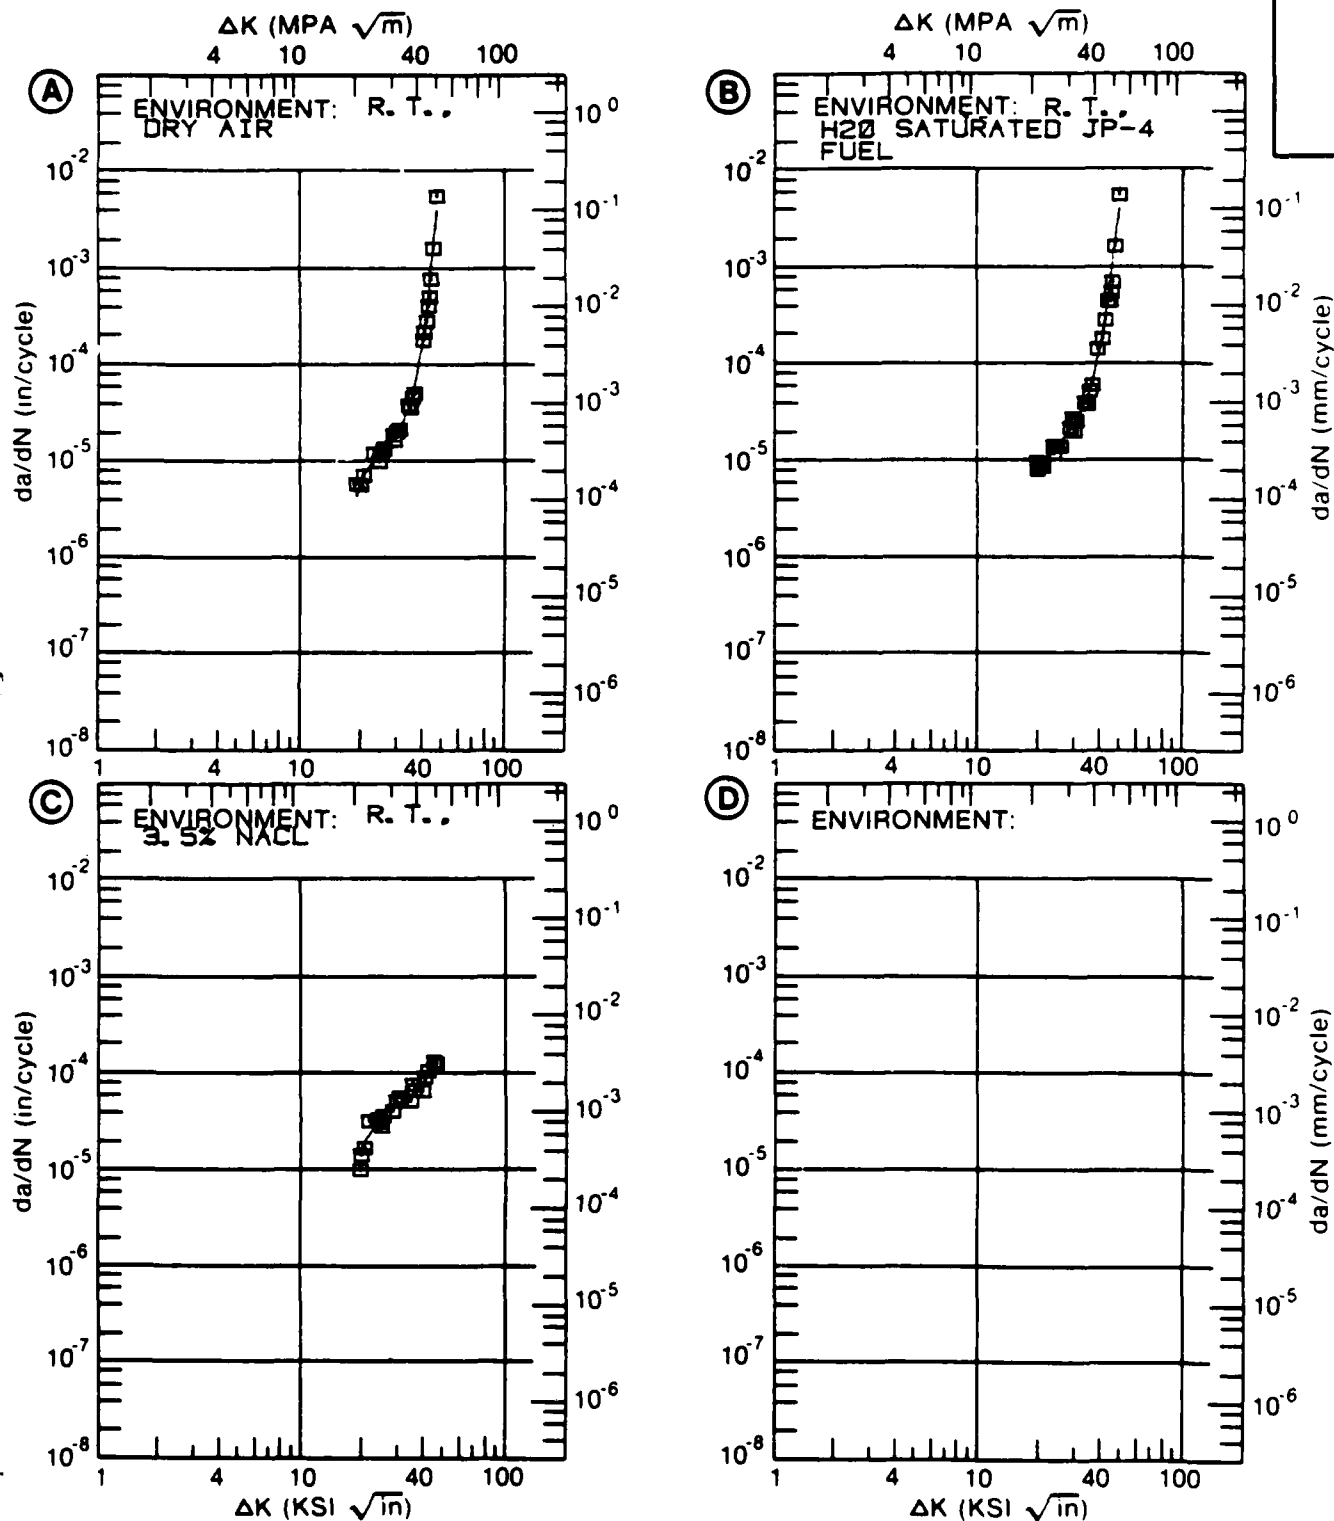 ΔK (MPA √m)
4 10 40 100
A
ENVIRONMENT: R.T.,
DRY AIR
10^0
10^-2
10^-1
10^-3
10^-2
10^-4
10^-3
10^-5
10^-4
10^-6
10^-5
10^-7
10^-6
10^-8
da/dN (in/cycle)
1 4 10 40 100
ΔK (MPA √m)
4 10 40 100
B
ENVIRONMENT: R.T.,
H2O SATURATED JP-4
FUEL
10^-2
10^-1
10^-3
10^-2
10^-4
10^-3
10^-5
10^-4
10^-6
10^-5
10^-7
10^-6
10^-8
da/dN (mm/cycle)
1 4 10 40 100
C
ENVIRONMENT: R.T.,
3.5% NACL
10^0
10^-2
10^-1
10^-3
10^-2
10^-4
10^-3
10^-5
10^-4
10^-6
10^-5
10^-7
10^-6
10^-8
da/dN (in/cycle)
1 4 10 40 100
ΔK (KSI √in)
D
ENVIRONMENT:
10^0
10^-2
10^-1
10^-3
10^-2
10^-4
10^-3
10^-5
10^-4
10^-6
10^-5
10^-7
10^-6
10^-8
da/dN (mm/cycle)
1 4 10 40 100
ΔK (KSI √in)